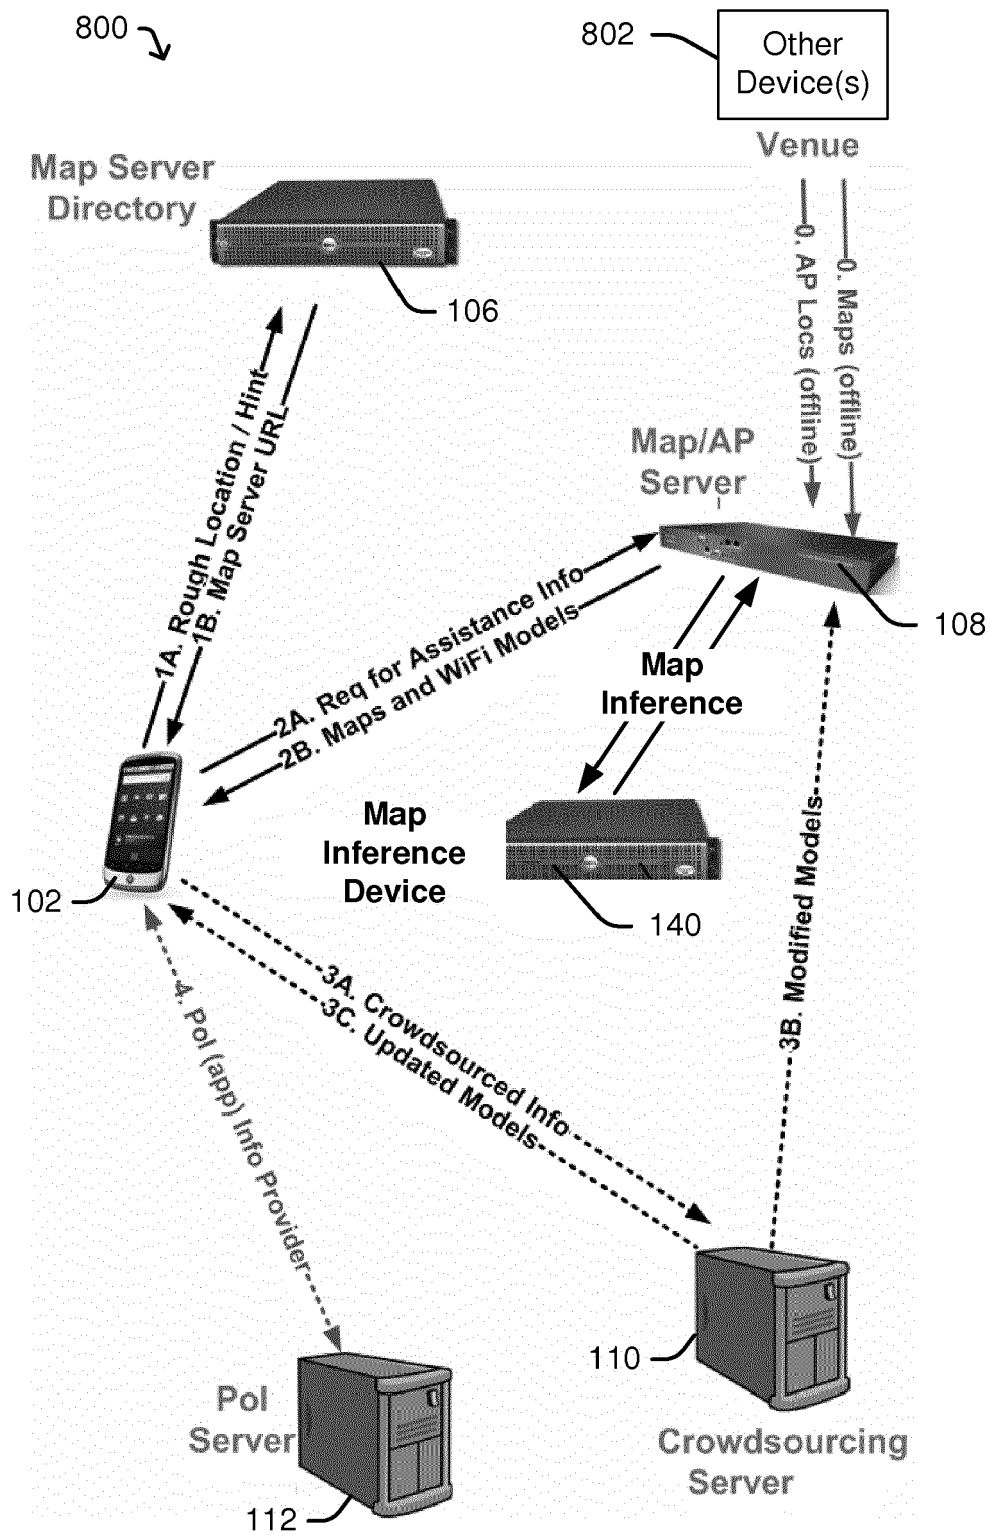 800
802
Other
Device(s)
Venue
Map Server
Directory
106
0. AP Locs (offline)
0. Maps (offline)
1A. Rough Location / Hint
1B. Map Server URL
Map/AP
Server
108
2A. Req for Assistance Info
2B. Maps and WiFi Models
Map
Inference
Map
Inference
Device
140
102
3A. Crowdsourced Info
3C. Updated Models
3B. Modified Models
4. PoI (app) Info Provider
110
PoI
Server
112
Crowdsourcing
Server